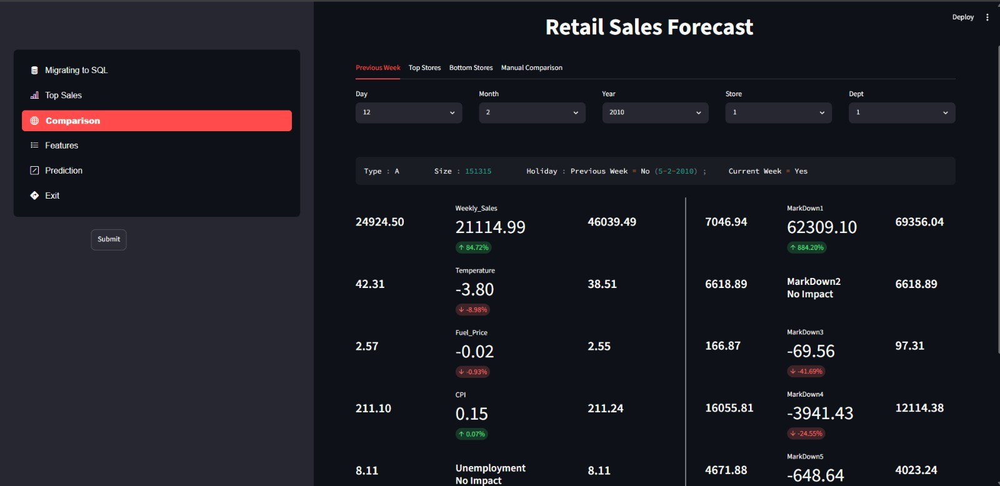 Deploy
Retail Sales Forecast
Migrating to SQL
Top Sales
Comparison
Features
Prediction
Exit
Submit
Previous Week Top Stores Bottom Stores Manual Comparison
Day Month Year Store Dept
12 2 2010 1 1
Type : A Size : 151315 Holiday : Previous Week = No (5-2-2010) ; Current Week = Yes
Weekly_Sales
24924.50 21114.99 46039.49
↑ 84.72%
Temperature
42.31 -3.80 38.51
↓ -8.98%
Fuel_Price
2.57 -0.02 2.55
↓ -0.93%
CPI
211.10 0.15 211.24
↑ 0.07%
8.11 Unemployment 8.11
No Impact
MarkDown1
7046.94 62309.10 69356.04
↑ 884.20%
6618.89 MarkDown2 6618.89
No Impact
MarkDown3
166.87 -69.56 97.31
↓ -41.69%
MarkDown4
16055.81 -3941.43 12114.38
↓ -24.55%
MarkDown5
4671.88 -648.64 4023.24